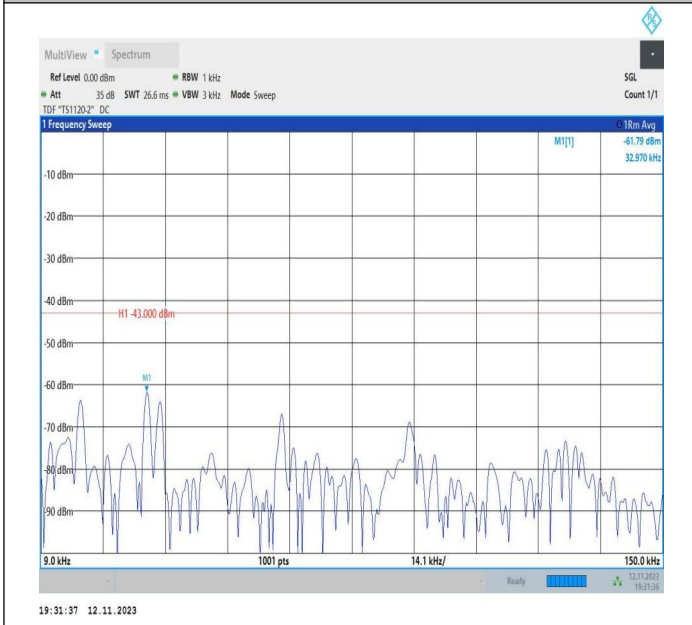 R&S
MultiView Spectrum
Ref Level 0.00 dBm RBW 1 kHz SGL
Att 35 dB SWT 26.6 ms VBW 3 kHz Mode Sweep Count 1/1
TDF "TS1120-2" DC
1 Frequency Sweep 1Rm Avg
M1[1] -61.79 dBm
32.970 kHz
-10 dBm
-20 dBm
-30 dBm
-40 dBm
H1 -43.000 dBm
-50 dBm
-60 dBm
M1
-70 dBm
-80 dBm
-90 dBm
9.0 kHz 1001 pts 14.1 kHz/ 150.0 kHz
Ready 12.11.2023
19:31:36
19:31:37 12.11.2023